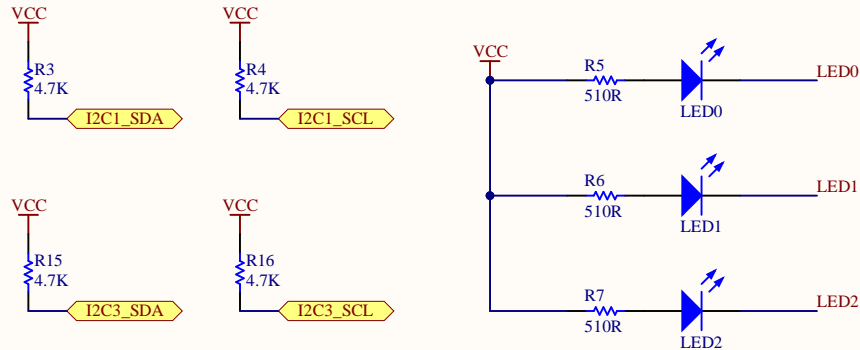 VCC
R3
4.7K
I2C1_SDA
VCC
R4
4.7K
I2C1_SCL
VCC
R15
4.7K
I2C3_SDA
VCC
R16
4.7K
I2C3_SCL
VCC
R5
510R
LED0
LED0
R6
510R
LED1
LED1
R7
510R
LED2
LED2